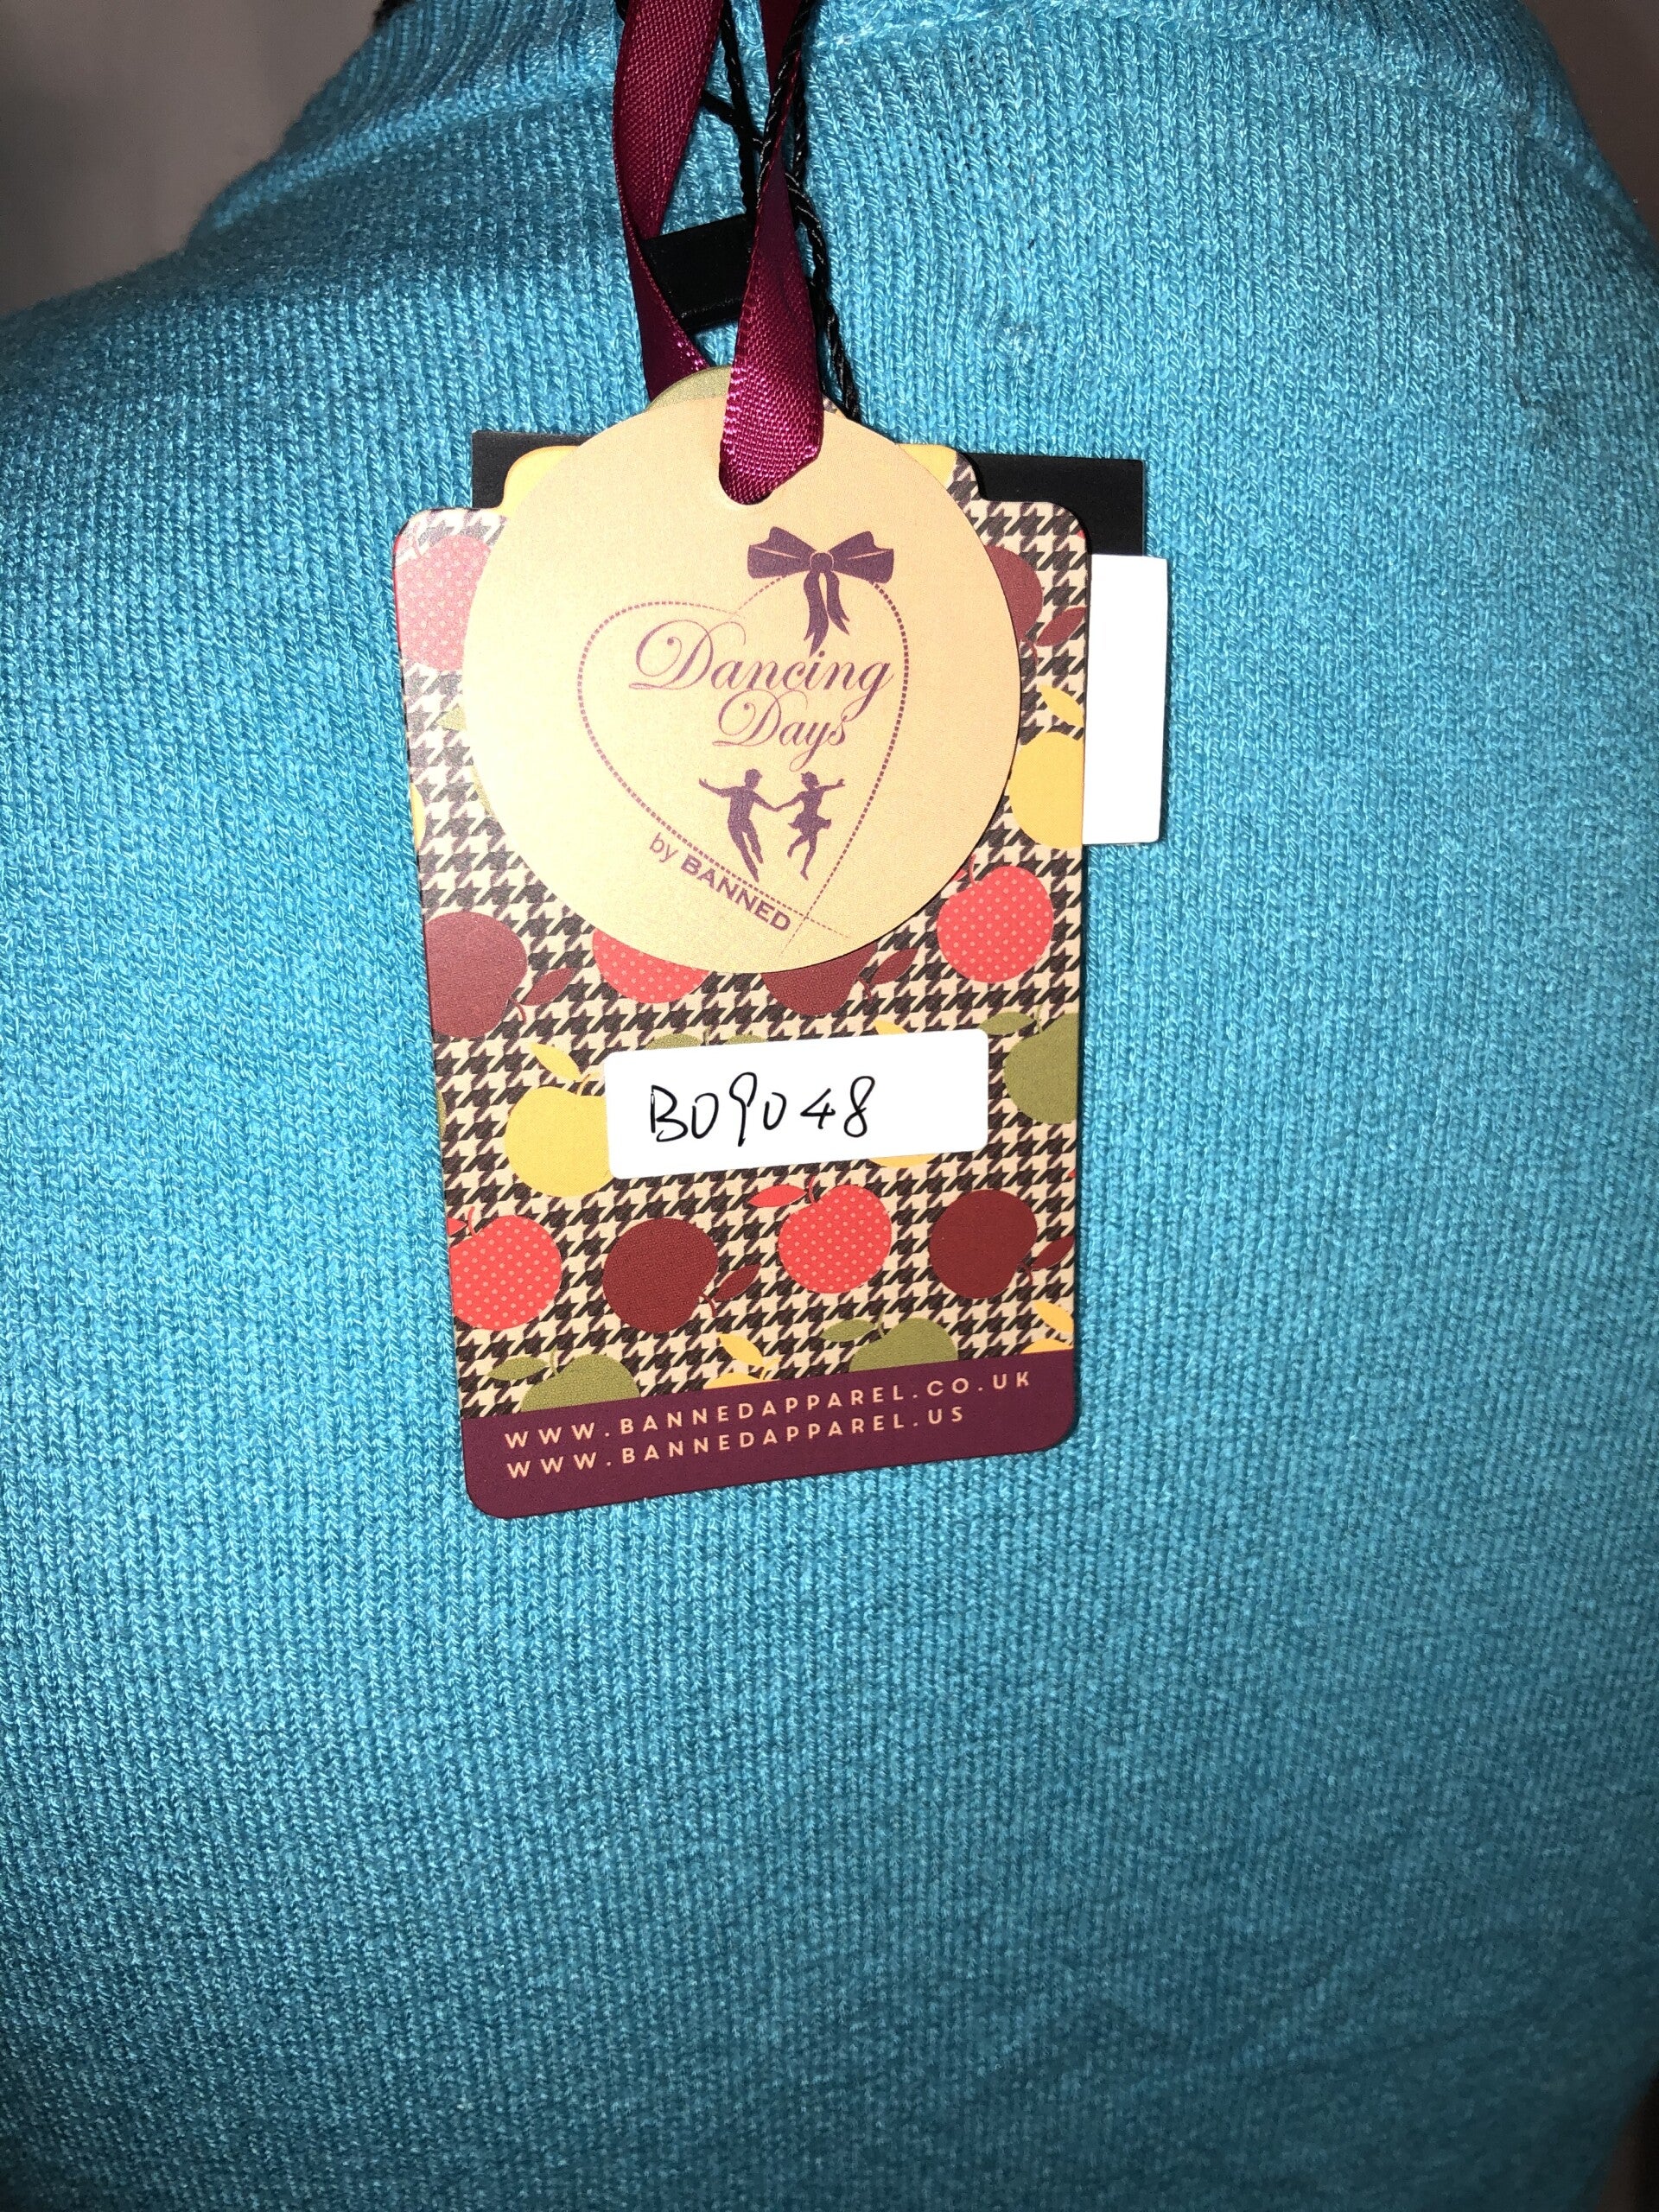 Dancing
Days
by BANNED
B09048
WWW.BANNEDAPPAREL.CO.UK
WWW.BANNEDAPPAREL.US